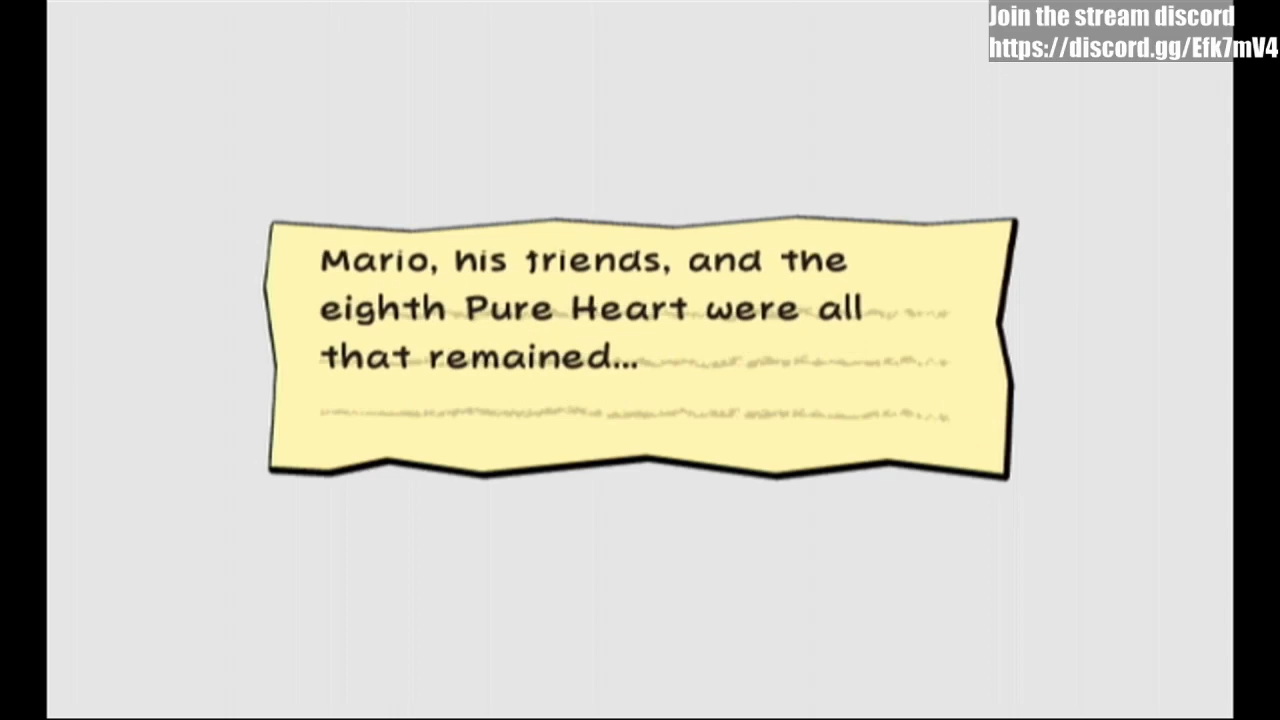 Join the stream discord
https://discord.gg/Efk7mV4
Mario, his friends, and the
eighth Pure Heart were all
that remained...